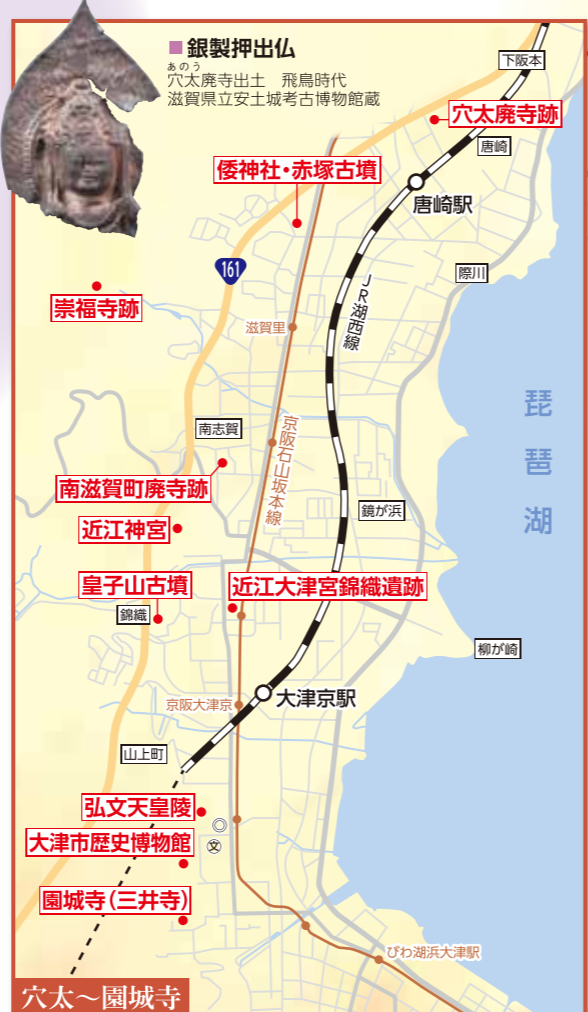 ■銀製押出仏
あのう
穴太廃寺出土　飛鳥時代
滋賀県立安土城考古博物館蔵
下阪本
穴太廃寺跡
唐崎
倭神社・赤塚古墳
唐崎駅
161
際川
崇福寺跡
JR湖西線
滋賀里
琵琶湖
南志賀
京阪石山坂本線
南滋賀町廃寺跡
鏡が浜
近江神宮
皇子山古墳
近江大津宮錦織遺跡
錦織
柳が崎
大津京駅
京阪大津京
山上町
弘文天皇陵
文
大津市歴史博物館
園城寺（三井寺）
びわ湖浜大津駅
穴太～園城寺